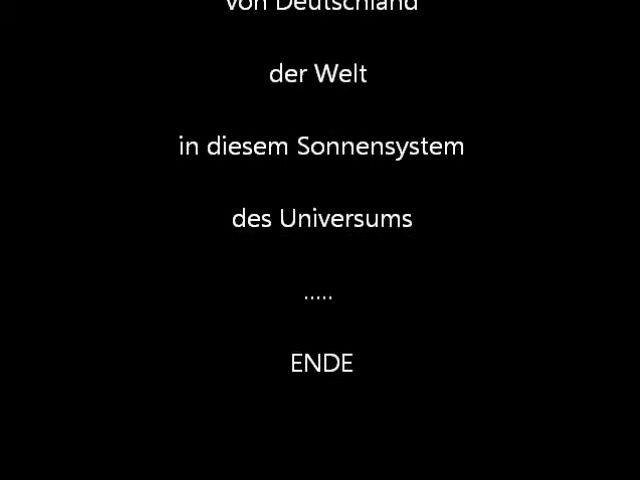 von Deutschland
der Welt
in diesem Sonnensystem
des Universums
.....
ENDE